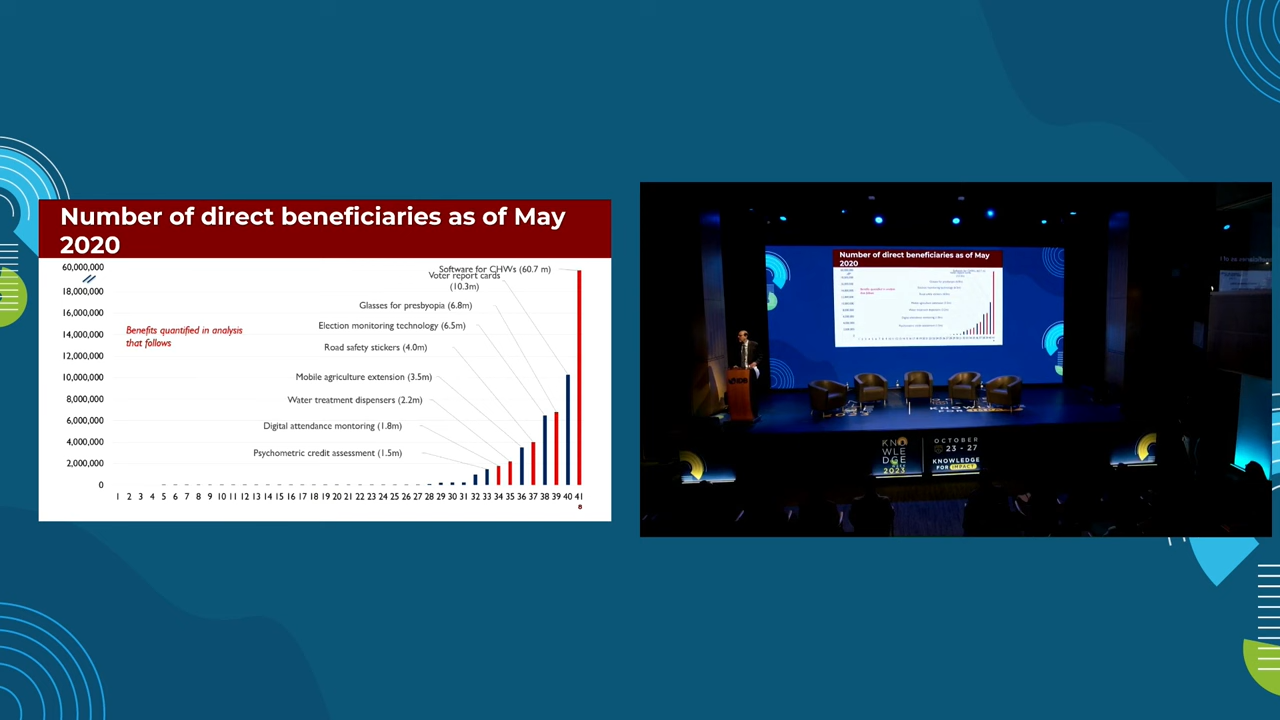 Number of direct beneficiaries as of May
2020
60,000,000
18,000,000
16,000,000
14,000,000
12,000,000
10,000,000
8,000,000
6,000,000
4,000,000
2,000,000
0
Benefits quantified in analysis
that follows
Software for CHWs (60.7 m)
Voter report cards
(10.3m)
Glasses for presbyopia (6.8m)
Election monitoring technology (6.5m)
Road safety stickers (4.0m)
Mobile agriculture extension (3.5m)
Water treatment dispensers (2.2m)
Digital attendance montoring (1.8m)
Psychometric credit assessment (1.5m)
1 2 3 4 5 6 7 8 9 10 11 12 13 14 15 16 17 18 19 20 21 22 23 24 25 26 27 28 29 30 31 32 33 34 35 36 37 38 39 40 41
8
Number of direct beneficiaries as of May
2020
KNOW
WLE
DGE
2023
OCTOBER
23 - 27
KNOWLEDGE
FOR IMPACT